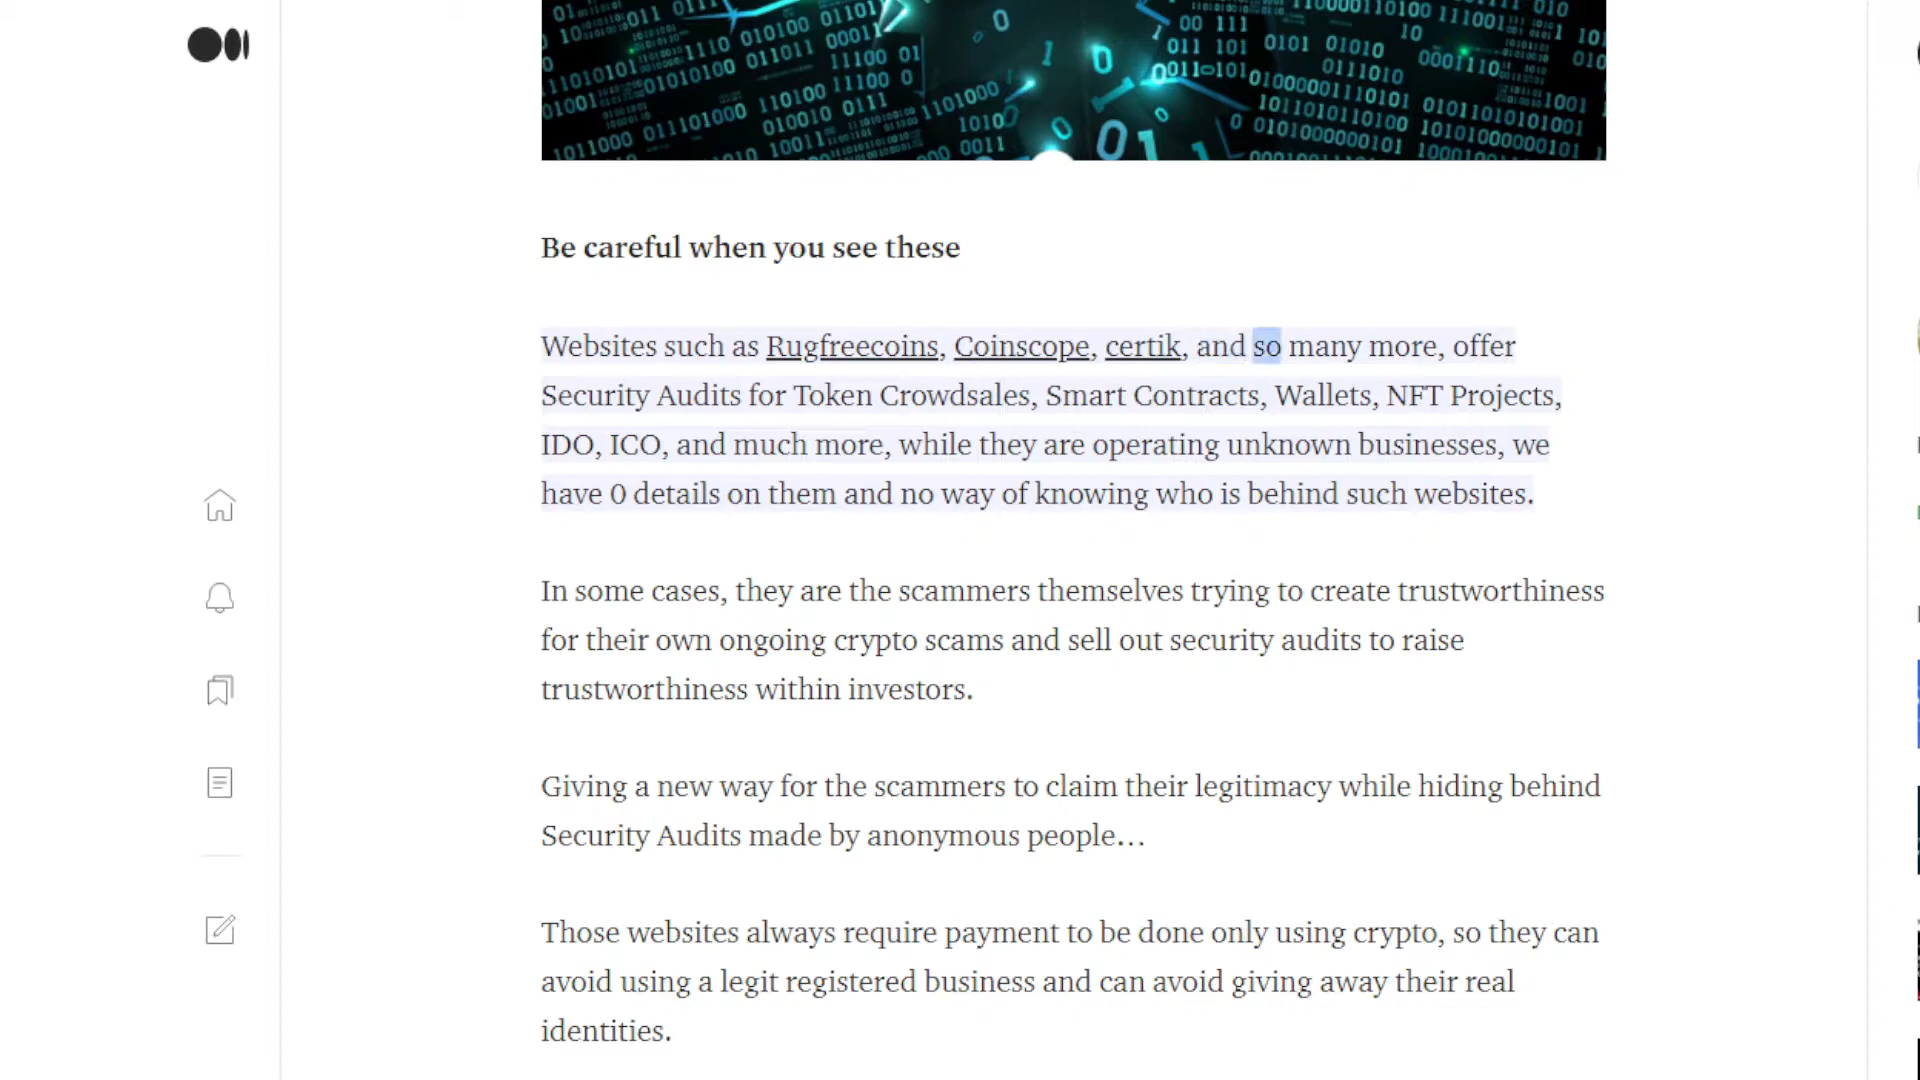 Be careful when you see these
Websites such as Rugfreecoins, Coinscope, certik, and so many more, offer
Security Audits for Token Crowdsales, Smart Contracts, Wallets, NFT Projects,
IDO, ICO, and much more, while they are operating unknown businesses, we
have 0 details on them and no way of knowing who is behind such websites.
In some cases, they are the scammers themselves trying to create trustworthiness
for their own ongoing crypto scams and sell out security audits to raise
trustworthiness within investors.
Giving a new way for the scammers to claim their legitimacy while hiding behind
Security Audits made by anonymous people…
Those websites always require payment to be done only using crypto, so they can
avoid using a legit registered business and can avoid giving away their real
identities.